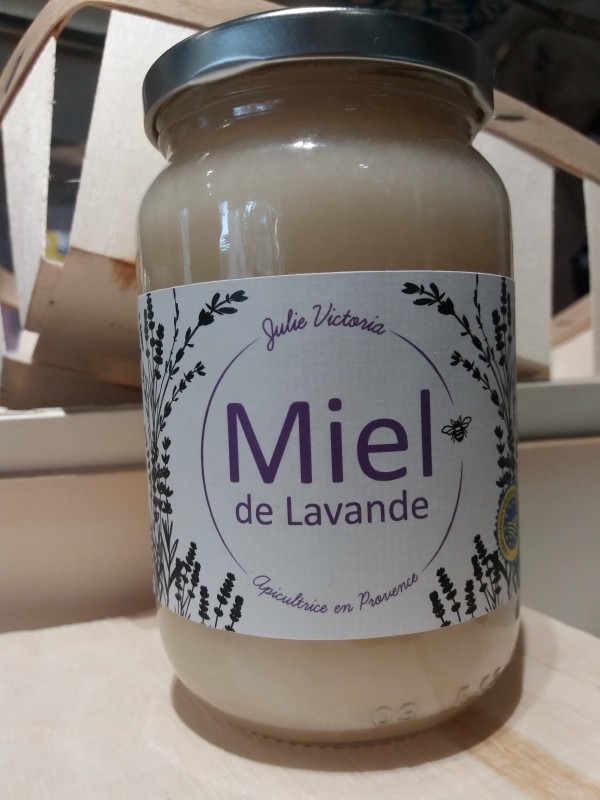 Julie Victoria
Miel
de Lavande
Apicultrice en Provence